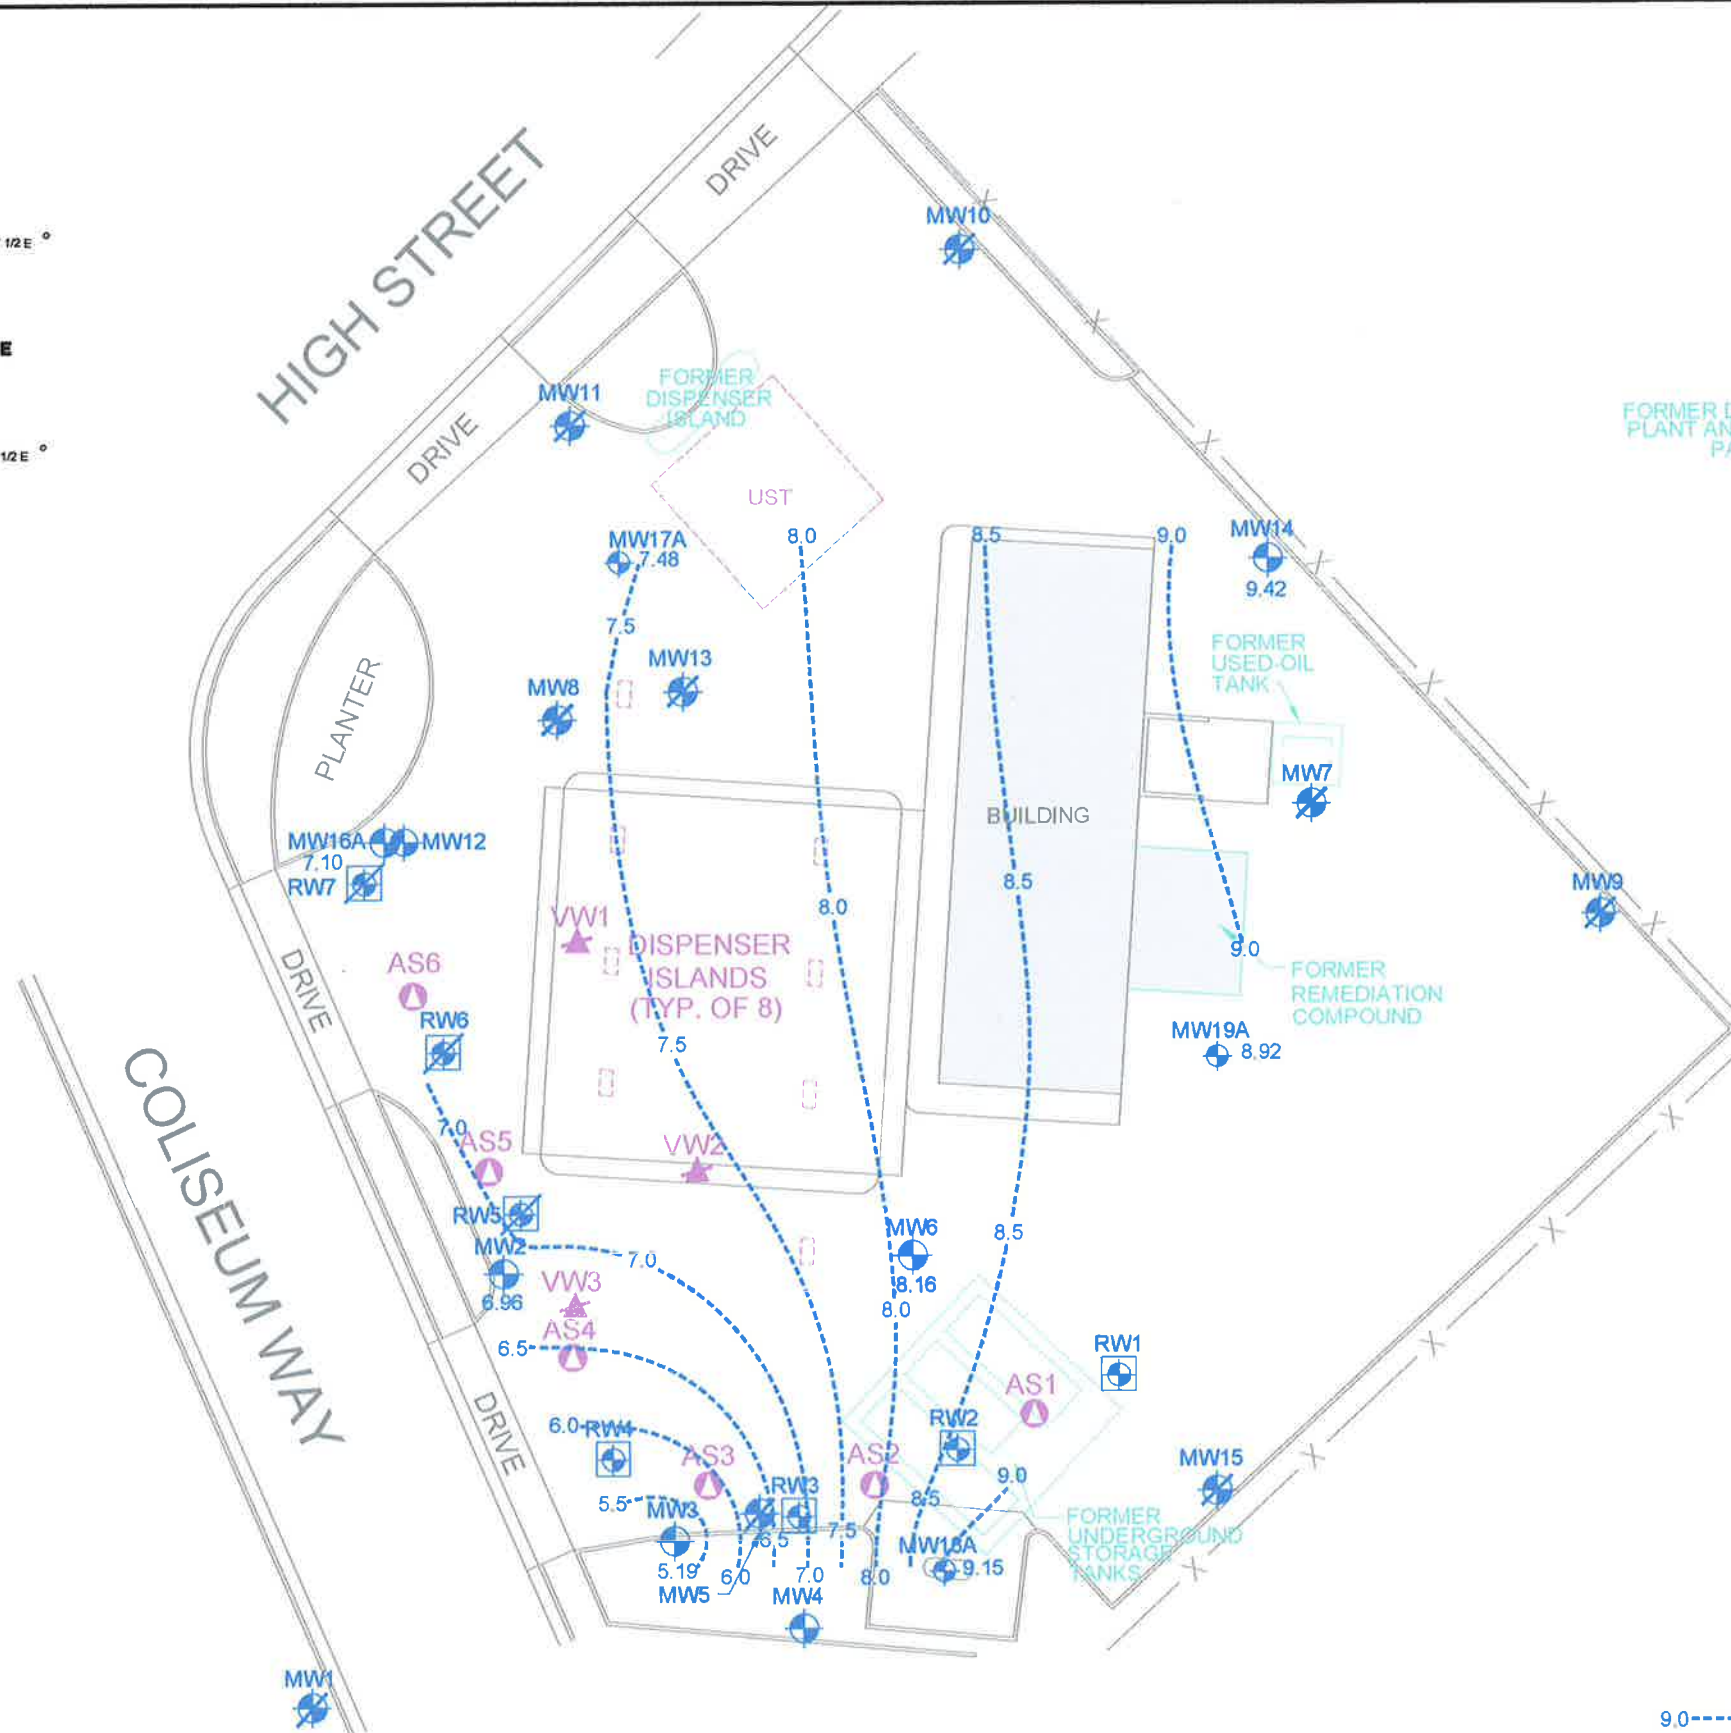 1/2 E °
E
1/2 E °
HIGH STREET
DRIVE
MW10
FORMER
DISPENSER
ISLAND
MW11
DRIVE
UST
MW17A
7.48
8.0
8.5
9.0
MW14
9.42
7.5
MW13
MW8
FORMER
USED-OIL
TANK
PLANTER
MW7
BUILDING
MW16A
MW12
7.10
RW7
8.5
MW9
8.0
VW1
DISPENSER
ISLANDS
(TYP. OF 8)
9.0
FORMER
REMEDIATION
COMPOUND
DRIVE
AS6
RW6
MW19A
8.92
7.5
COLISEUM WAY
7.0
AS5
VW2
RW5
MW2
6.96
7.0
MW6
8.16
8.0
8.5
VW3
AS4
6.5
RW1
AS1
6.0
RW4
RW2
DRIVE
AS3
AS2
MW15
9.0
5.5
MW3
RW3
8.5
FORMER
UNDERGROUND
STORAGE
TANKS
6.5
7.5
MW18A
9.15
5.19
6.0
7.0
8.0
MW5
MW4
MW1
9.0